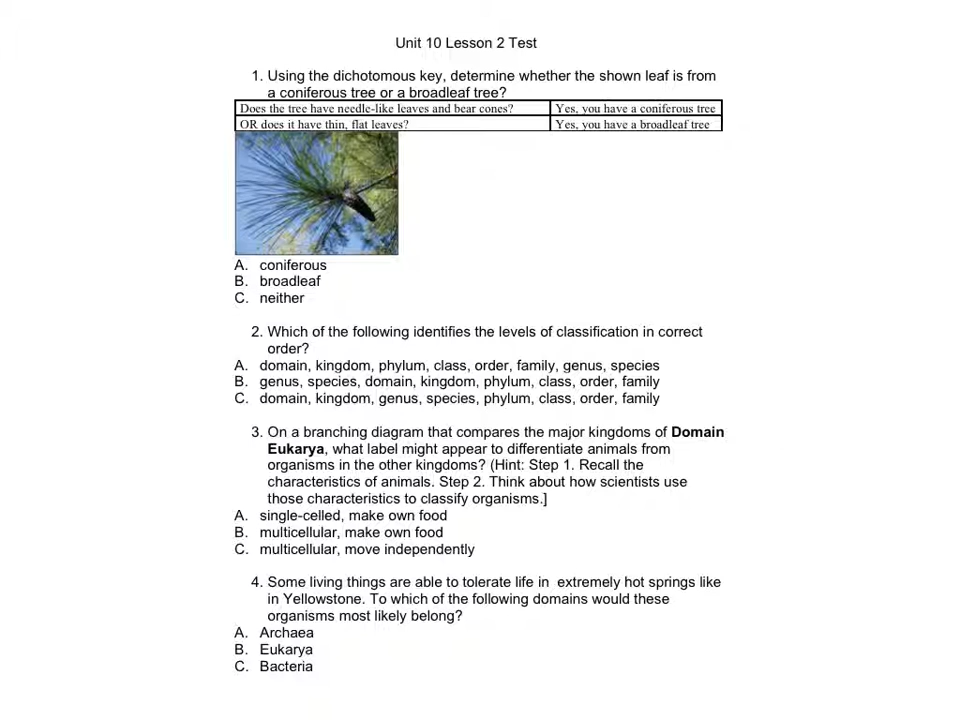 Unit 10 Lesson 2 Test
1. Using the dichotomous key, determine whether the shown leaf is from
a coniferous tree or a broadleaf tree?
Does the tree have needle-like leaves and bear cones? Yes, you have a coniferous tree
OR does it have thin, flat leaves? Yes, you have a broadleaf tree
A. coniferous
B. broadleaf
C. neither
2. Which of the following identifies the levels of classification in correct
order?
A. domain, kingdom, phylum, class, order, family, genus, species
B. genus, species, domain, kingdom, phylum, class, order, family
C. domain, kingdom, genus, species, phylum, class, order, family
3. On a branching diagram that compares the major kingdoms of Domain
Eukarya, what label might appear to differentiate animals from
organisms in the other kingdoms? (Hint: Step 1. Recall the
characteristics of animals. Step 2. Think about how scientists use
those characteristics to classify organisms.]
A. single-celled, make own food
B. multicellular, make own food
C. multicellular, move independently
4. Some living things are able to tolerate life in extremely hot springs like
in Yellowstone. To which of the following domains would these
organisms most likely belong?
A. Archaea
B. Eukarya
C. Bacteria